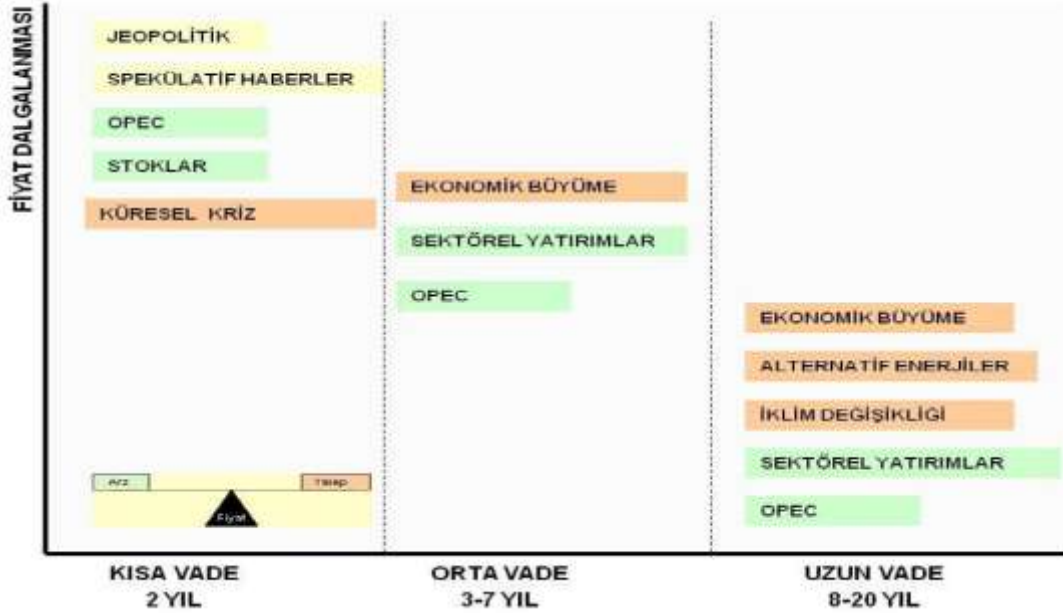 FİYAT DALGALANMASI
JEOPOLİTİK
SPEKÜLATİF HABERLER
OPEC
STOKLAR
KÜRESEL KRİZ
Arz
Talep
Fiyat
EKONOMİK BÜYÜME
SEKTÖREL YATIRIMLAR
OPEC
EKONOMİK BÜYÜME
ALTERNATİF ENERJİLER
İKLİM DEĞİŞİKLİĞİ
SEKTÖREL YATIRIMLAR
OPEC
KISA VADE
2 YIL
ORTA VADE
3-7 YIL
UZUN VADE
8-20 YIL